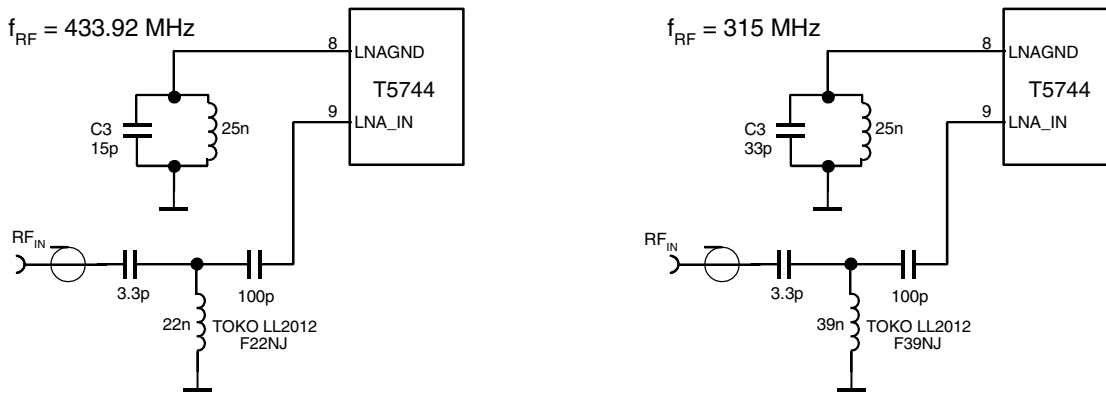 f_RF = 433.92 MHz
8
LNAGND
T5744
C3
15p
25n
9
LNA_IN
RF_IN
3.3p
100p
22n
TOKO LL2012
F22NJ
f_RF = 315 MHz
8
LNAGND
T5744
C3
33p
25n
9
LNA_IN
RF_IN
3.3p
100p
39n
TOKO LL2012
F39NJ